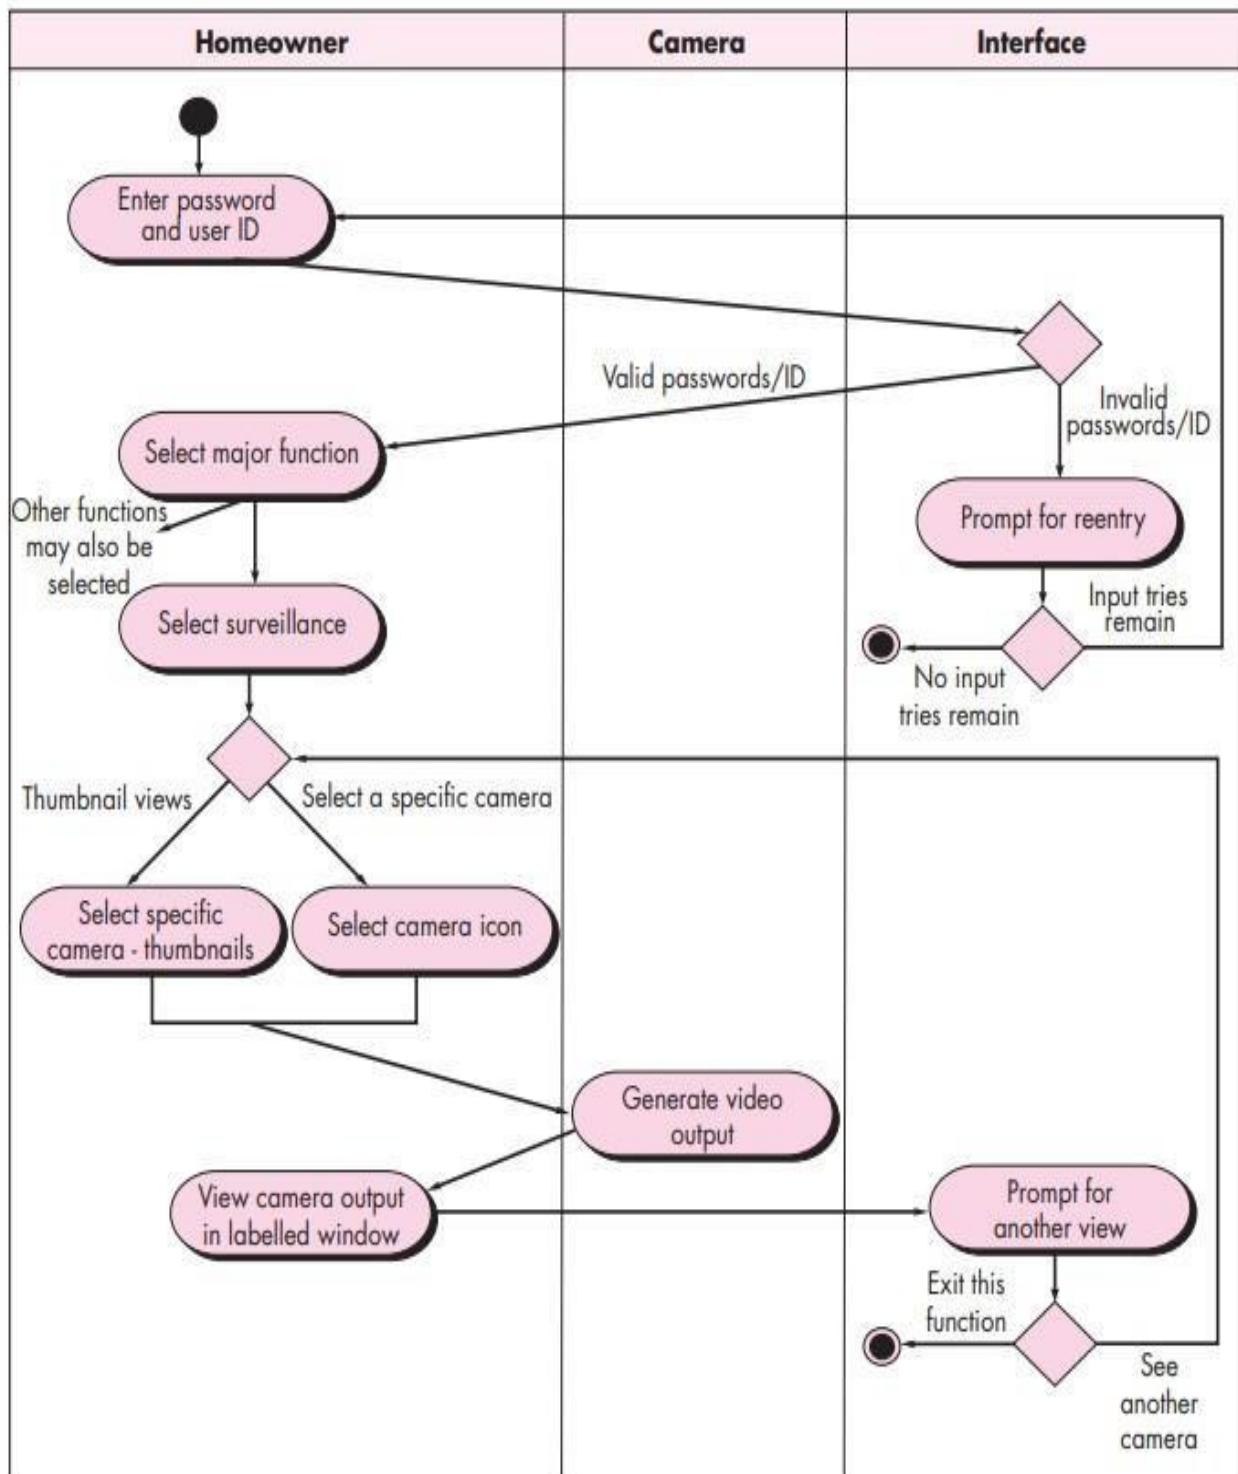 Homeowner
Camera
Interface
Enter password
and user ID
Valid passwords/ID
Invalid
passwords/ID
Select major function
Other functions
may also be
selected
Prompt for reentry
Select surveillance
Input tries
remain
No input
tries remain
Thumbnail views
Select a specific camera
Select specific
camera - thumbnails
Select camera icon
Generate video
output
View camera output
in labelled window
Prompt for
another view
Exit this
function
See
another
camera